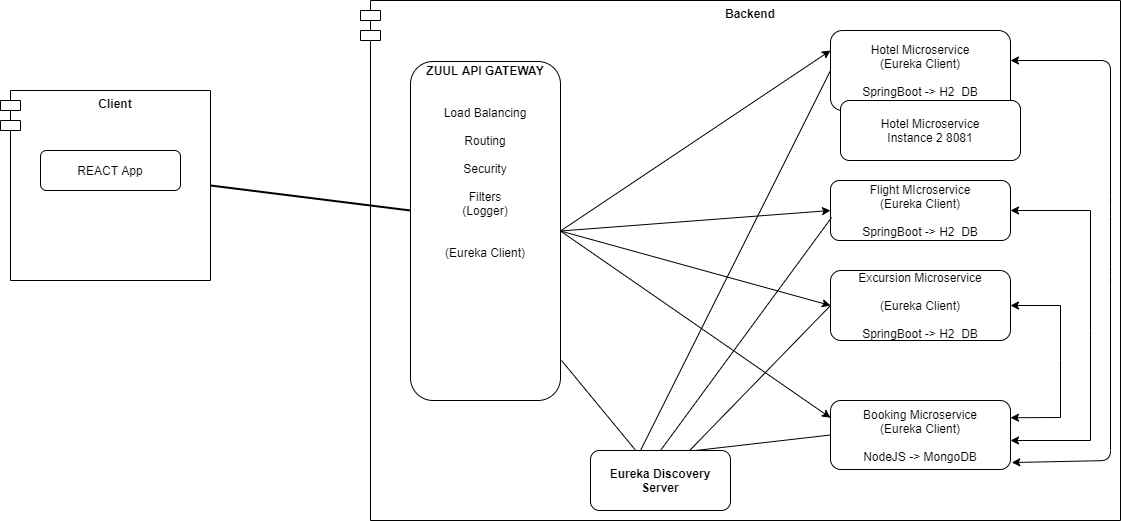 Backend
Client
REACT App
ZUUL API GATEWAY
Load Balancing
Routing
Security
Filters
(Logger)
(Eureka Client)
Hotel Microservice
(Eureka Client)
SpringBoot -> H2 DB
Hotel Microservice
Instance 2 8081
Flight MIcroservice
(Eureka Client)
SpringBoot -> H2 DB
Excursion Microservice
(Eureka Client)
SpringBoot -> H2 DB
Booking Microservice
(Eureka Client)
NodeJS -> MongoDB
Eureka Discovery
Server